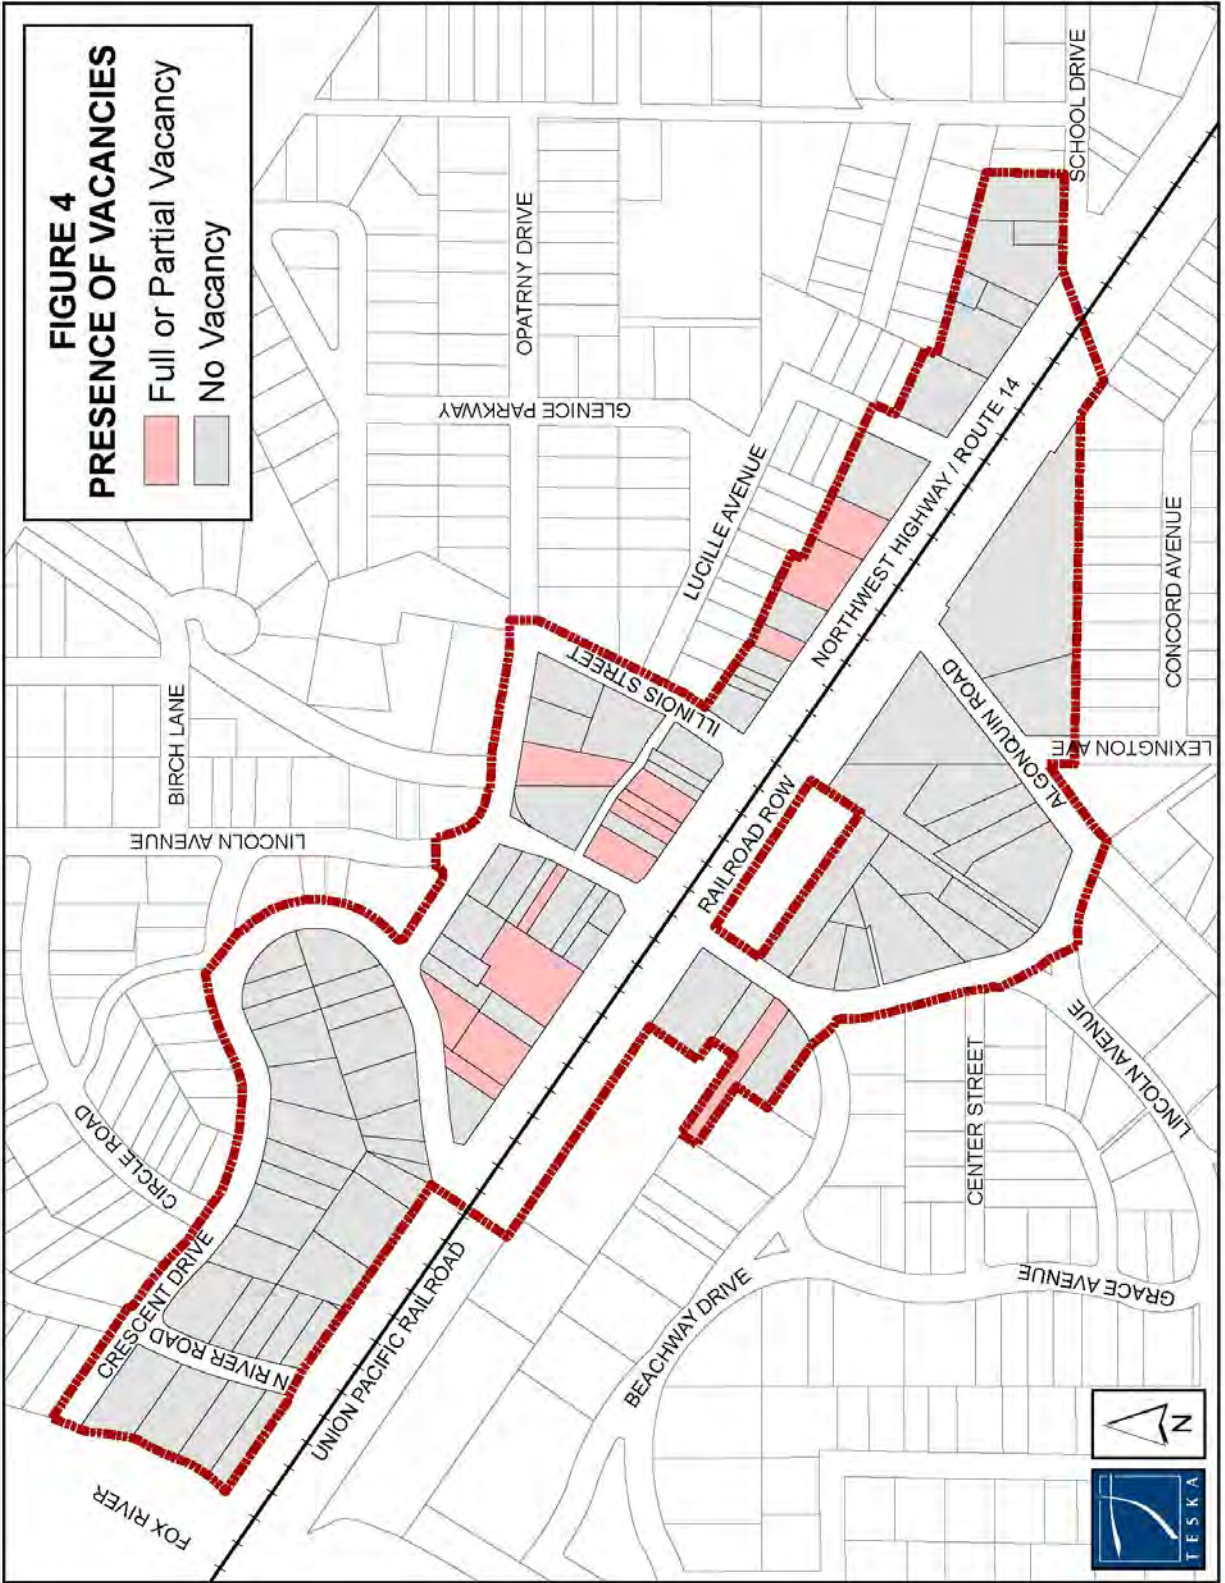 FIGURE 4
PRESENCE OF VACANCIES
Full or Partial Vacancy
No Vacancy
SCHOOL DRIVE
OPATRNY DRIVE
GLENICE PARKWAY
LUCILLE AVENUE
NORTHWEST HIGHWAY / ROUTE 14
CONCORD AVENUE
LEXINGTON AVE
ALGONQUIN ROAD
ILLINOIS STREET
BIRCH LANE
LINCOLN AVENUE
RAILROAD ROW
CIRCLE ROAD
CRESCENT DRIVE
N RIVER ROAD
UNION PACIFIC RAILROAD
FOX RIVER
BEACHWAY DRIVE
CENTER STREET
LINCOLN AVENUE
GRACE AVENUE
N
TESKA